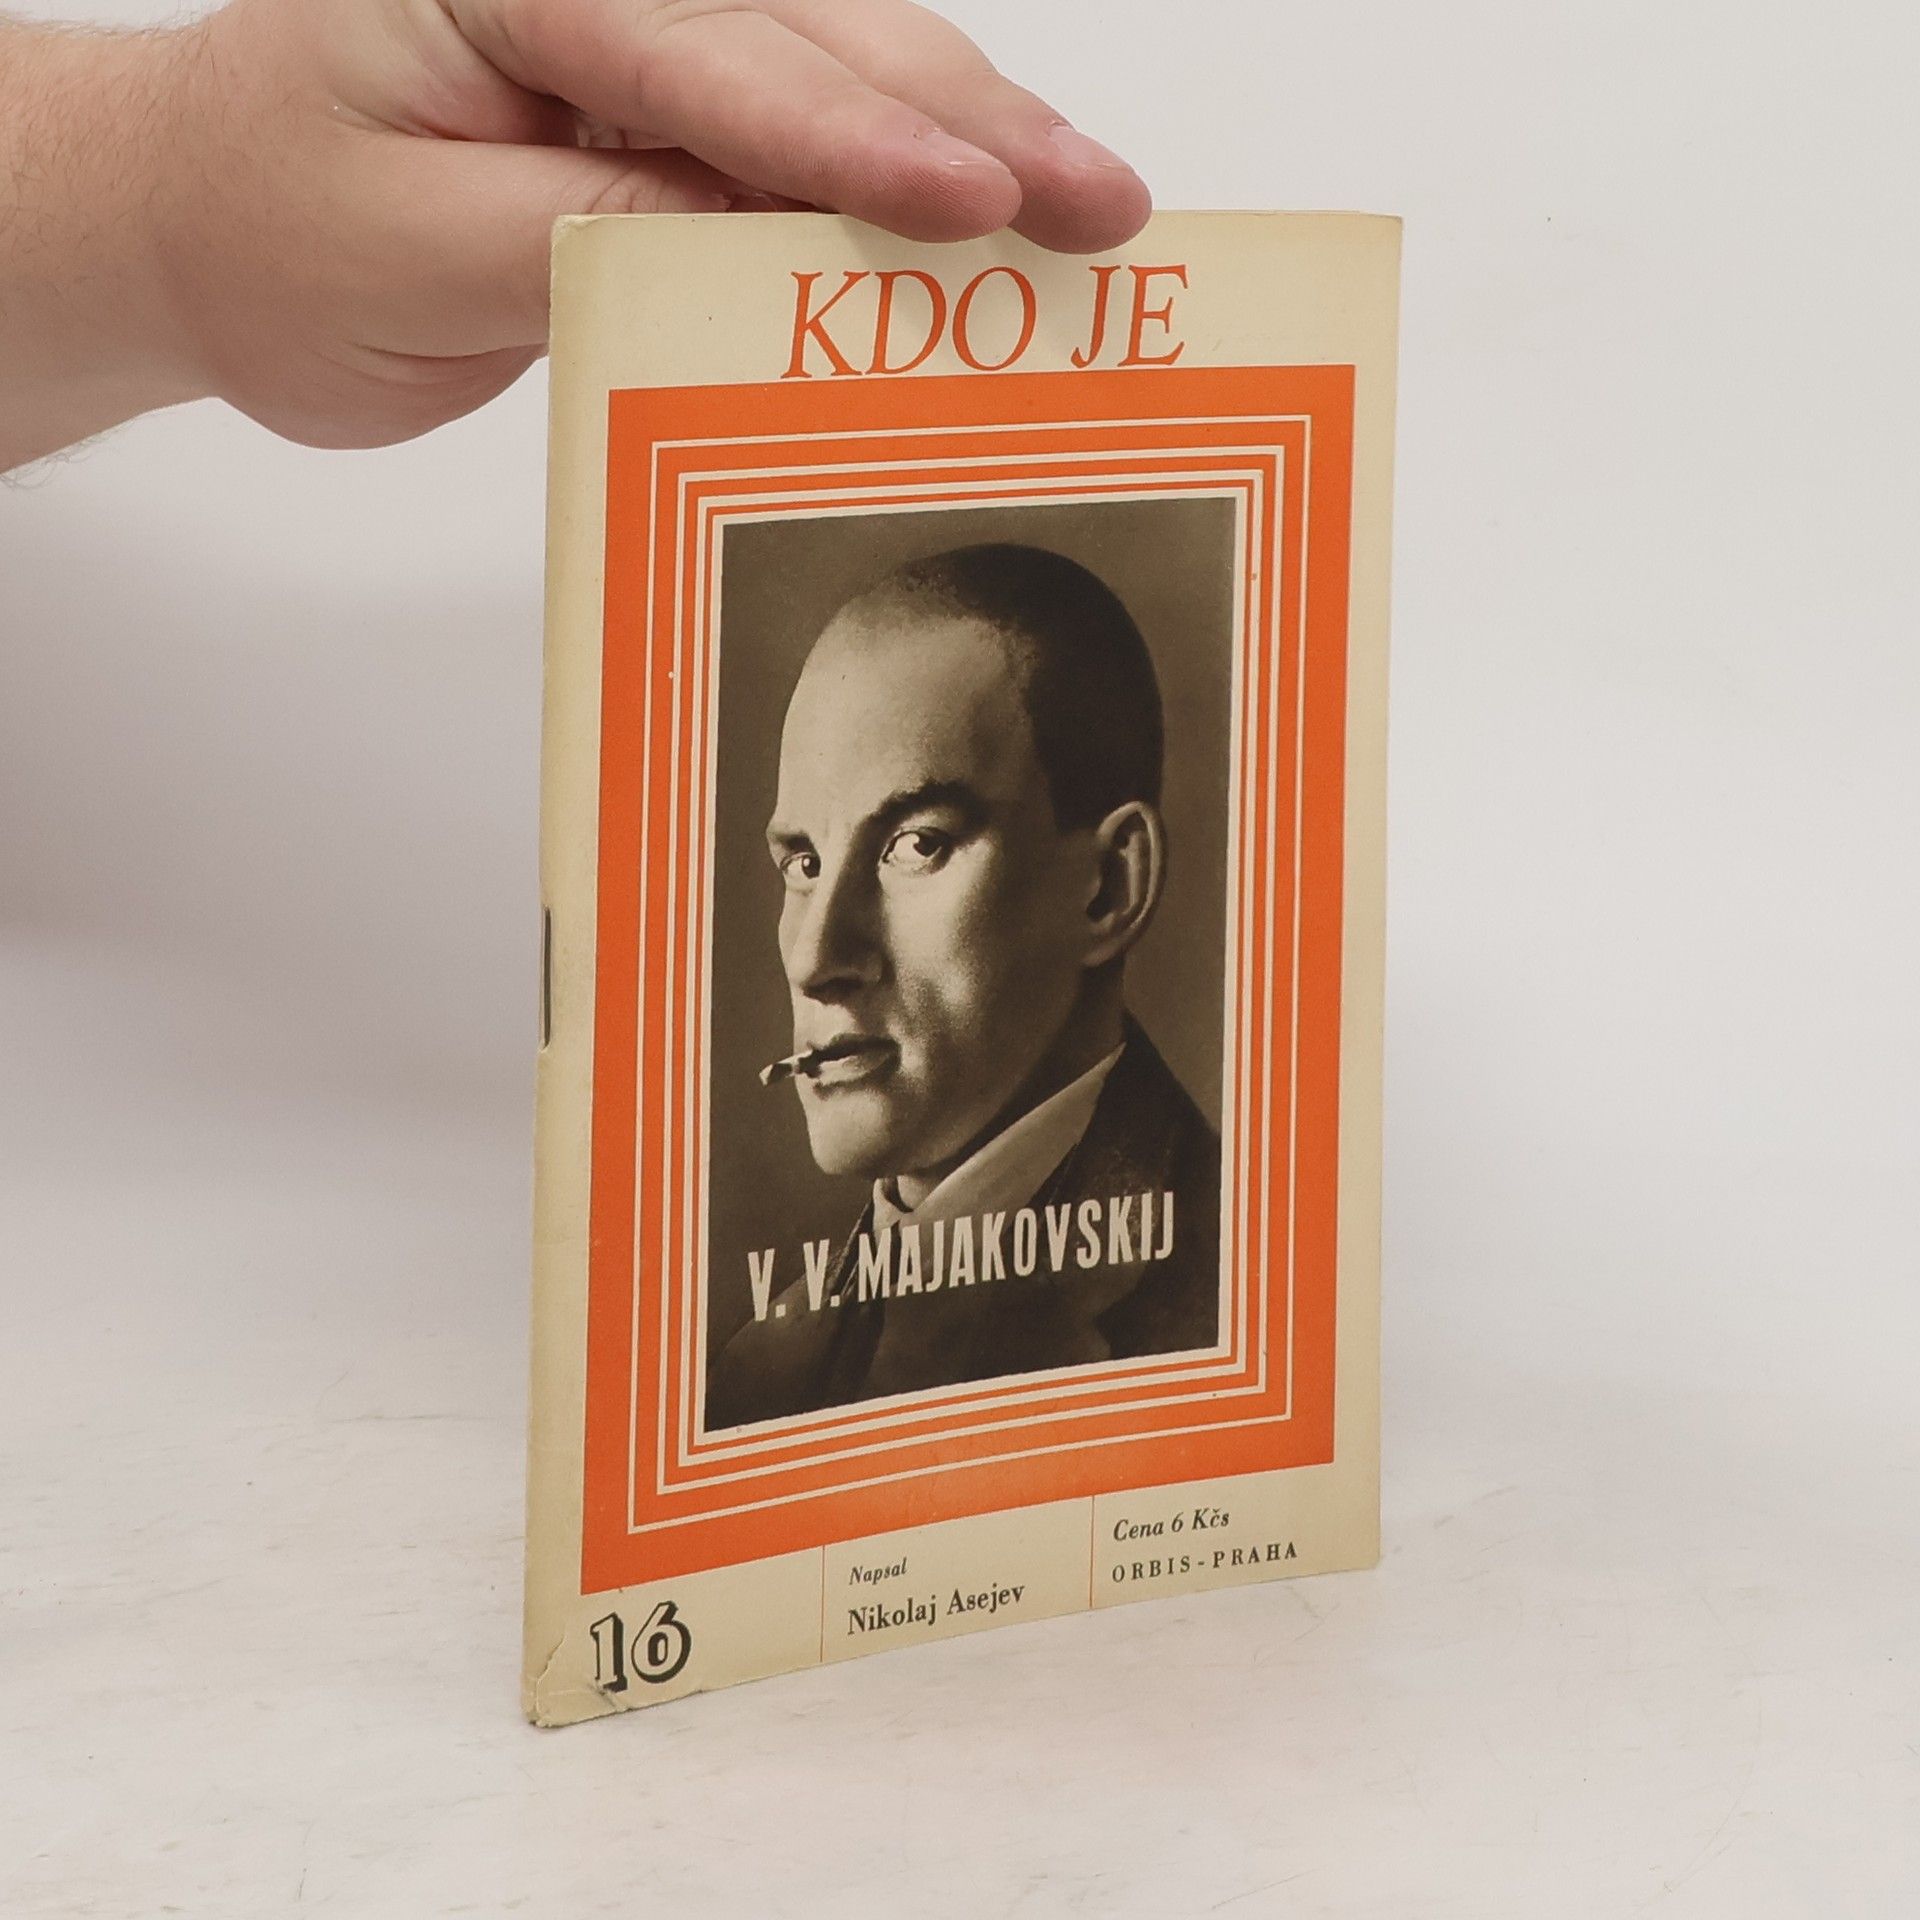 KDO JE
V. V. MAJAKOVSKIJ
16
Napsal
Nikolaj Asejev
Cena 6 Kčs
ORBIS-PRAHA